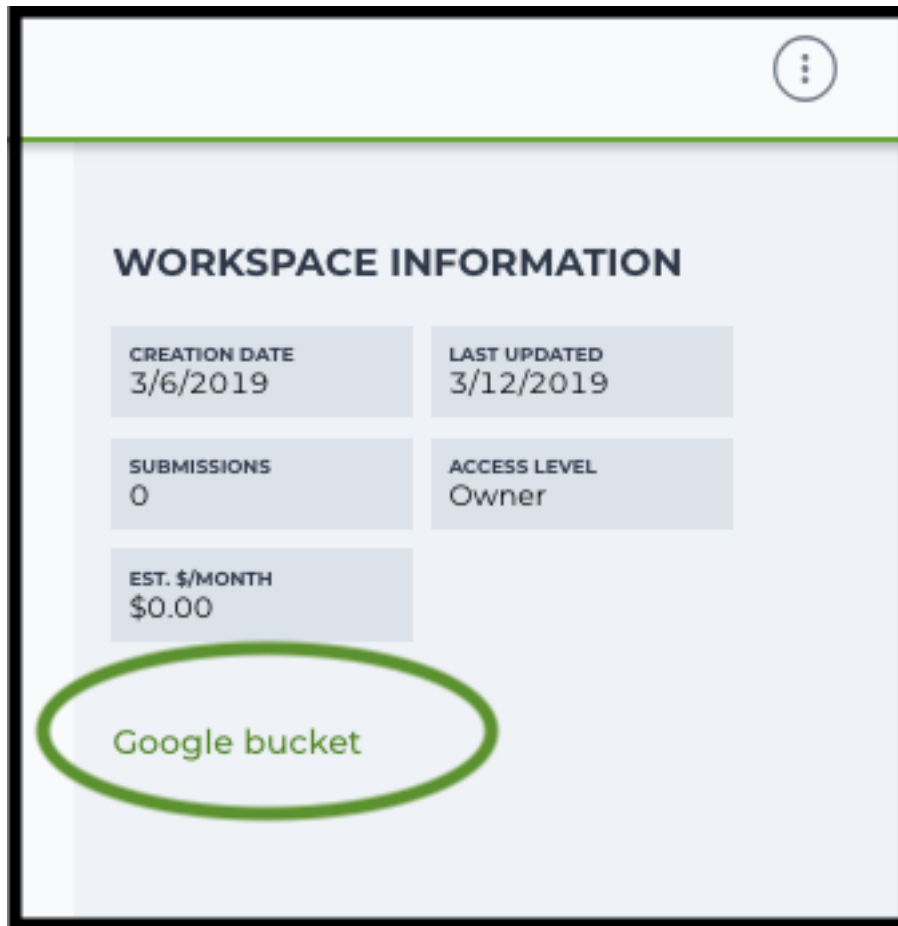 WORKSPACE INFORMATION
CREATION DATE
3/6/2019
LAST UPDATED
3/12/2019
SUBMISSIONS
0
ACCESS LEVEL
Owner
EST. $/MONTH
$0.00
Google bucket